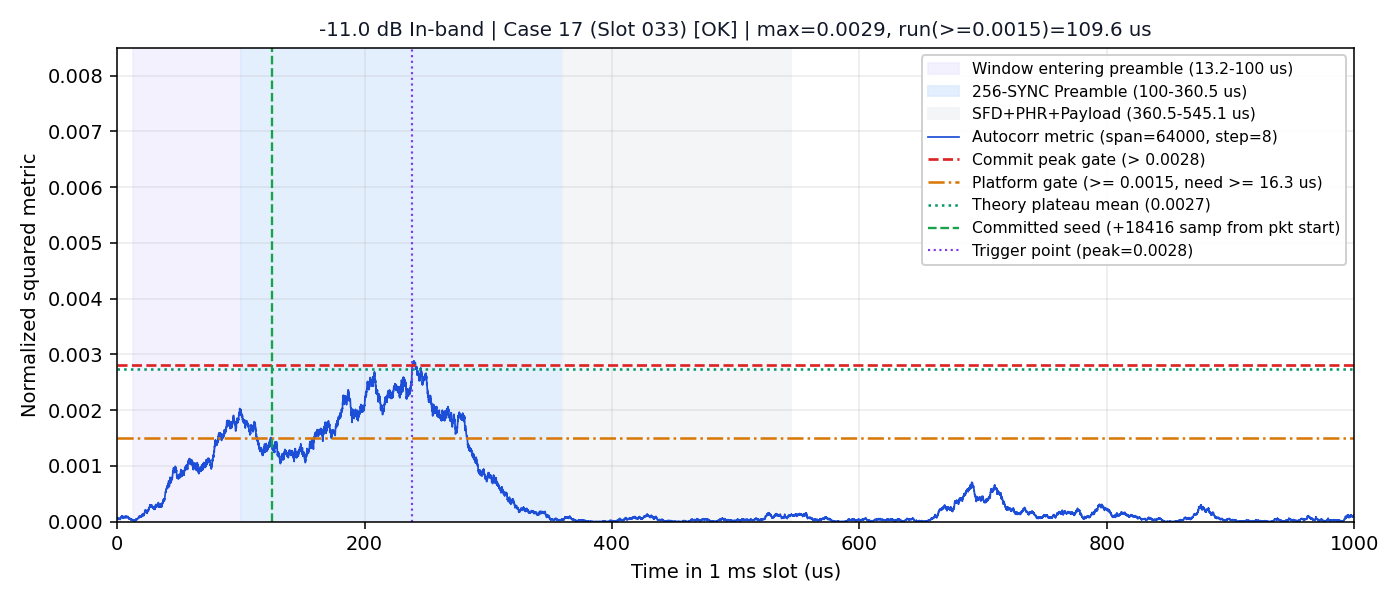 -11.0 dB In-band | Case 17 (Slot 033) [OK] | max=0.0029, run(>=0.0015)=109.6 us
Normalized squared metric
0.008
0.007
0.006
0.005
0.004
0.003
0.002
0.001
0.000
Window entering preamble (13.2-100 us)
256-SYNC Preamble (100-360.5 us)
SFD+PHR+Payload (360.5-545.1 us)
Autocorr metric (span=64000, step=8)
Commit peak gate (> 0.0028)
Platform gate (>= 0.0015, need >= 16.3 us)
Theory plateau mean (0.0027)
Committed seed (+18416 samp from pkt start)
Trigger point (peak=0.0028)
0 200 400 600 800 1000
Time in 1 ms slot (us)